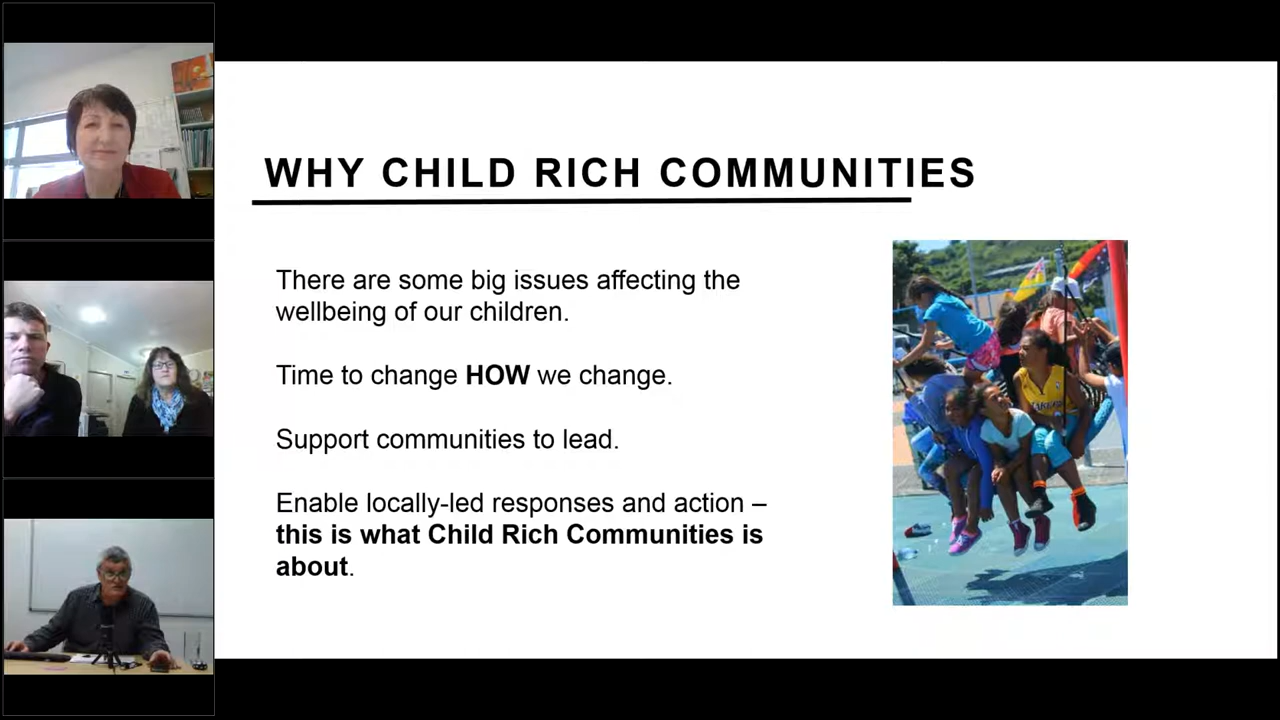 WHY CHILD RICH COMMUNITIES
There are some big issues affecting the
wellbeing of our children.
Time to change HOW we change.
Support communities to lead.
Enable locally-led responses and action –
this is what Child Rich Communities is
about.